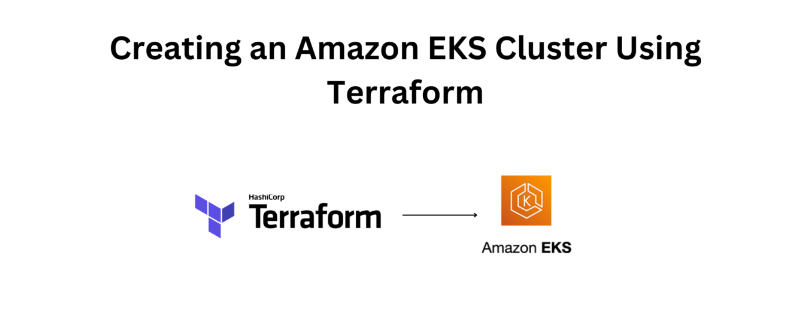 Creating an Amazon EKS Cluster Using
Terraform
HashiCorp
Terraform
K
Amazon EKS